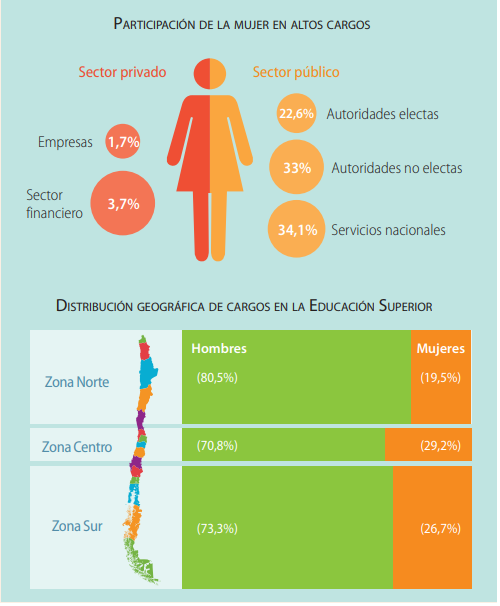 PARTICIPACIÓN DE LA MUJER EN ALTOS CARGOS
Sector privado
Sector público
Empresas
1,7%
Sector
financiero
3,7%
22,6%
Autoridades electas
33%
Autoridades no electas
34,1%
Servicios nacionales
DISTRIBUCIÓN GEOGRÁFICA DE CARGOS EN LA EDUCACIÓN SUPERIOR
Hombres
Mujeres
Zona Norte
(80,5%)
(19,5%)
Zona Centro
(70,8%)
(29,2%)
Zona Sur
(73,3%)
(26,7%)